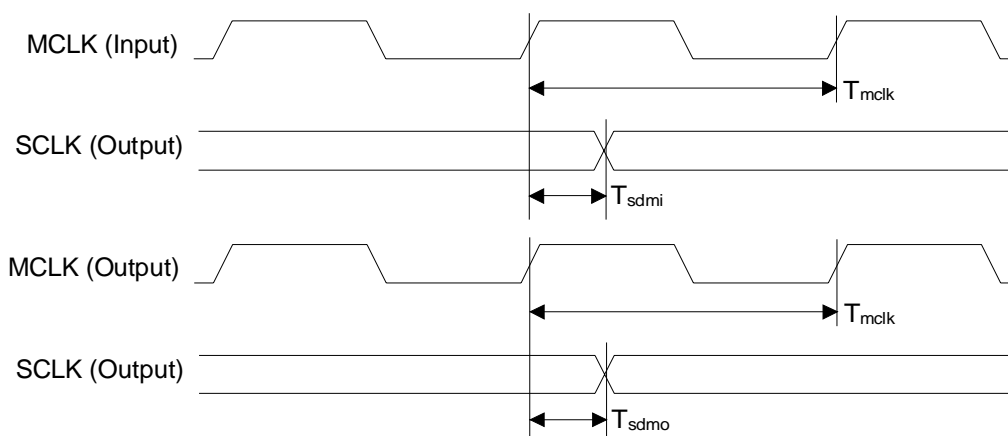 MCLK (Input)
Tmclk
SCLK (Output)
Tsdmi
MCLK (Output)
Tmclk
SCLK (Output)
Tsdmo